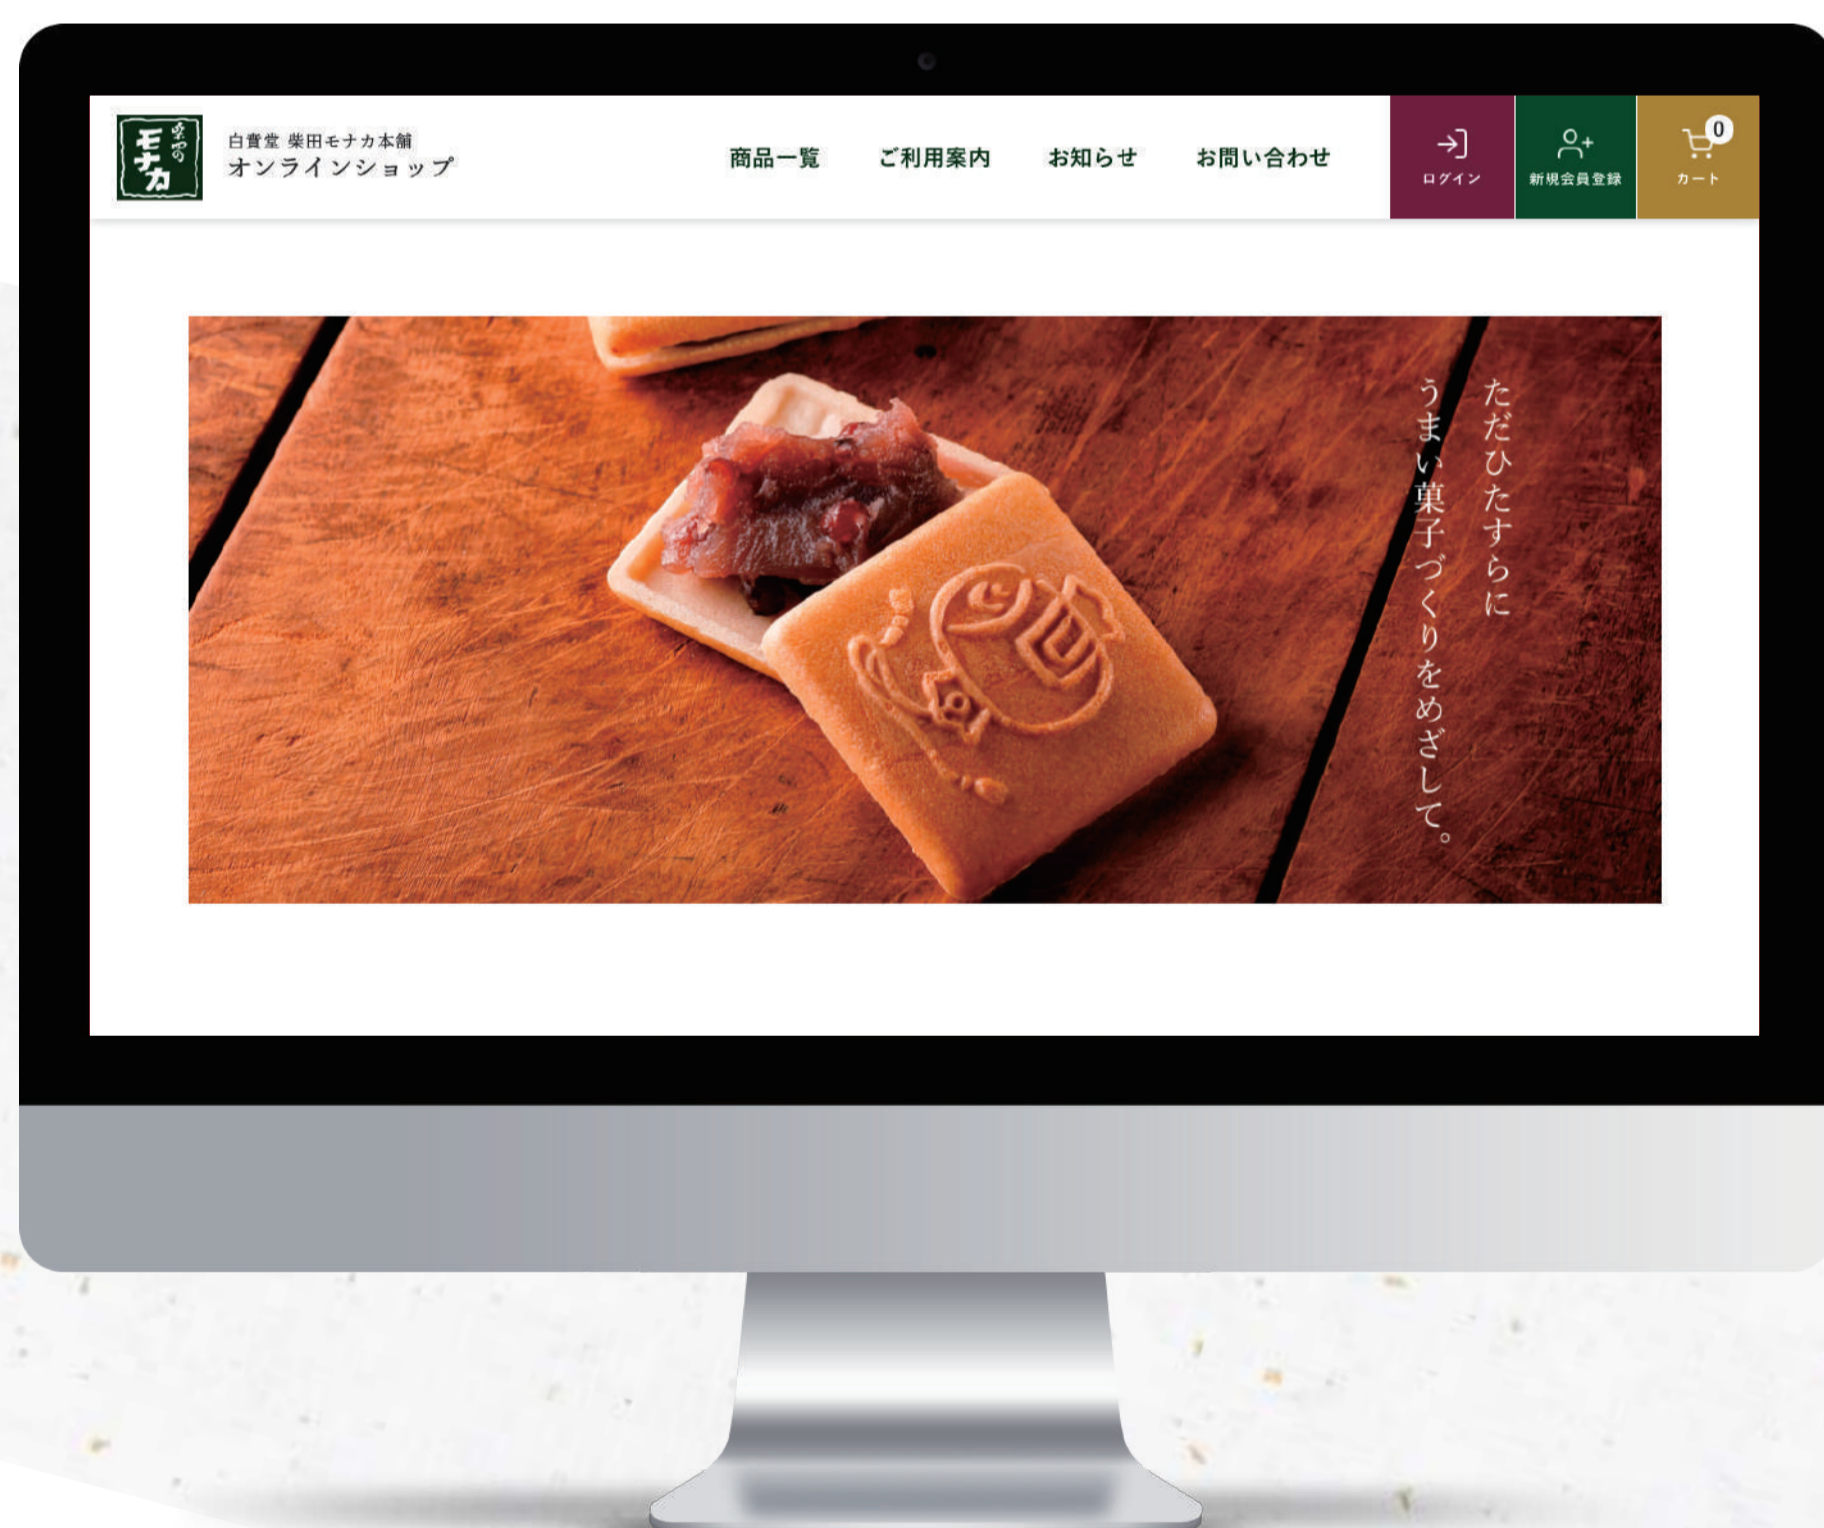 モナカ
白賁堂 柴田モナカ本舗
オンラインショップ
商品一覧
ご利用案内
お知らせ
お問い合わせ
ログイン
新規会員登録
0
カート
ただひたすらに
うまい菓子づくりをめざして。